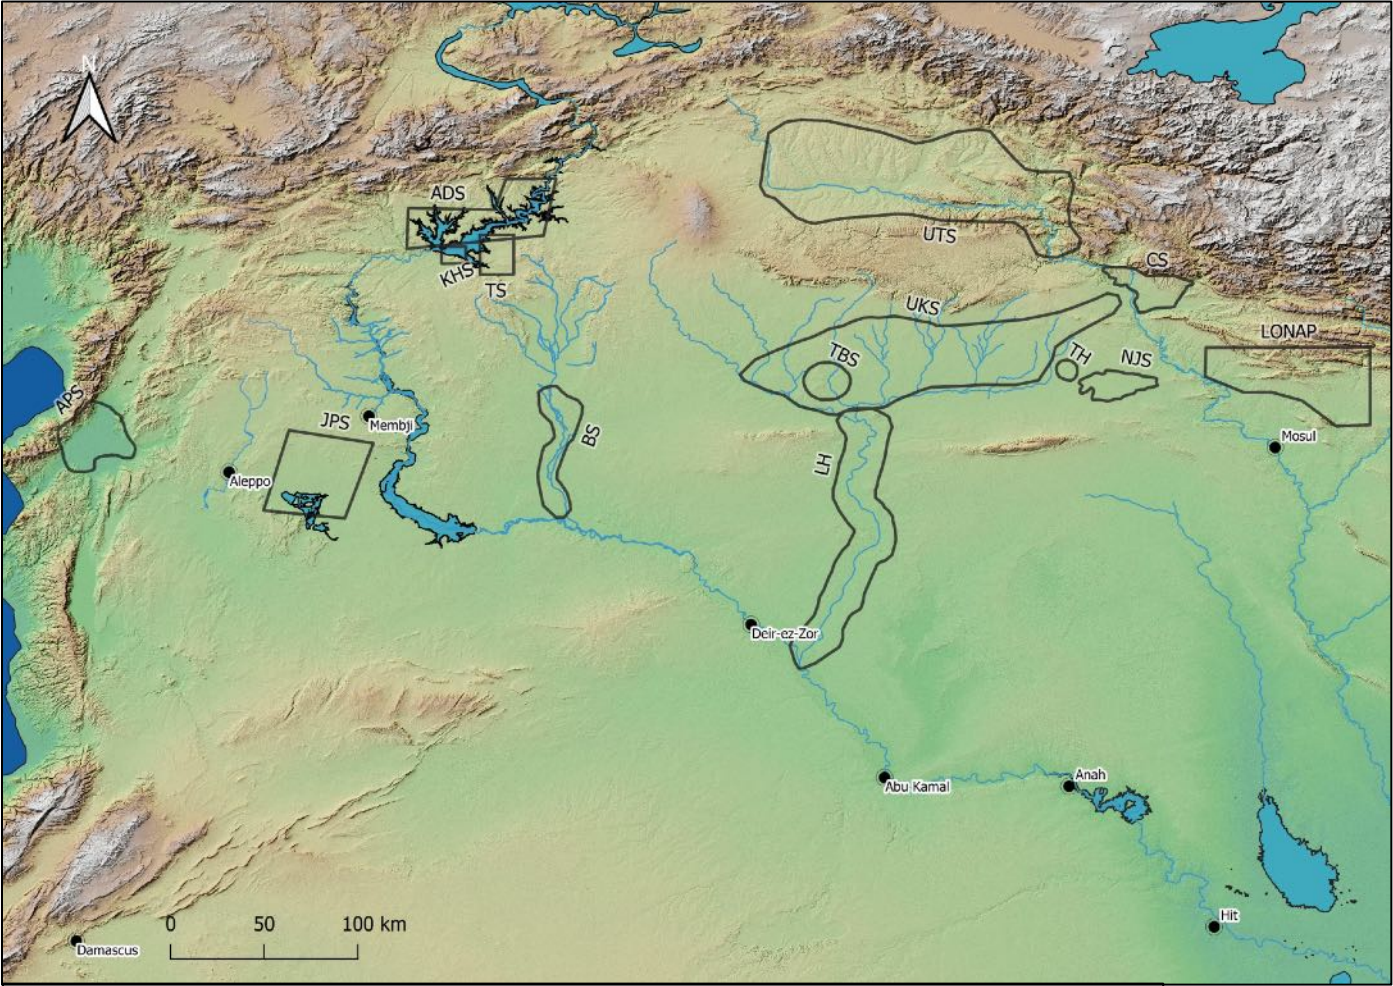 N
ADS
UTS
CS
KHS
TS
UKS
LONAP
TBS
TH
NJS
APS
JPS
Membji
BS
Mosul
LH
Aleppo
Deir-ez-Zor
Anah
Abu Kamal
Hit
0 50 100 km
Damascus